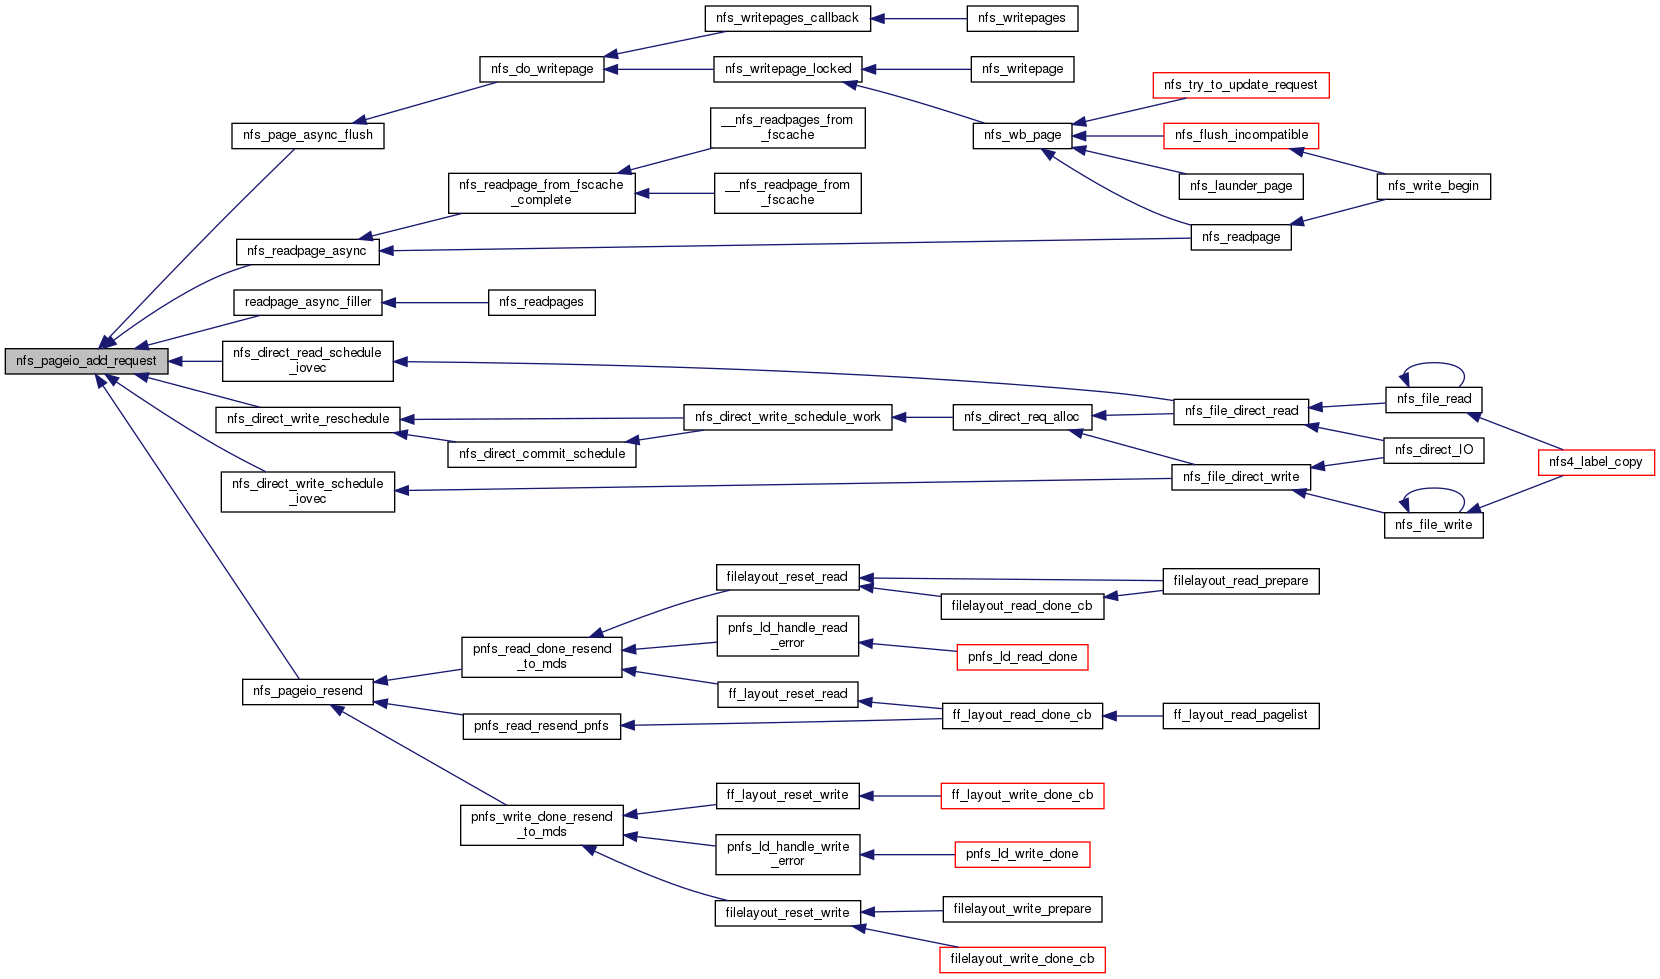 nfs_writepages_callback
nfs_writepages
nfs_do_writepage
nfs_writepage_locked
nfs_writepage
nfs_try_to_update_request
__nfs_readpages_from
_fscache
nfs_page_async_flush
nfs_wb_page
nfs_flush_incompatible
nfs_readpage_from_fscache
_complete
__nfs_readpage_from
_fscache
nfs_launder_page
nfs_write_begin
nfs_readpage_async
nfs_readpage
readpage_async_filler
nfs_readpages
nfs_pageio_add_request
nfs_direct_read_schedule
_iovec
nfs_file_read
nfs_direct_write_reschedule
nfs_direct_write_schedule_work
nfs_direct_req_alloc
nfs_file_direct_read
nfs_direct_commit_schedule
nfs_direct_IO
nfs4_label_copy
nfs_direct_write_schedule
_iovec
nfs_file_direct_write
nfs_file_write
filelayout_reset_read
filelayout_read_prepare
filelayout_read_done_cb
pnfs_ld_handle_read
_error
pnfs_read_done_resend
_to_mds
pnfs_ld_read_done
nfs_pageio_resend
ff_layout_reset_read
ff_layout_read_done_cb
ff_layout_read_pagelist
pnfs_read_resend_pnfs
ff_layout_reset_write
ff_layout_write_done_cb
pnfs_write_done_resend
_to_mds
pnfs_ld_handle_write
_error
pnfs_ld_write_done
filelayout_reset_write
filelayout_write_prepare
filelayout_write_done_cb